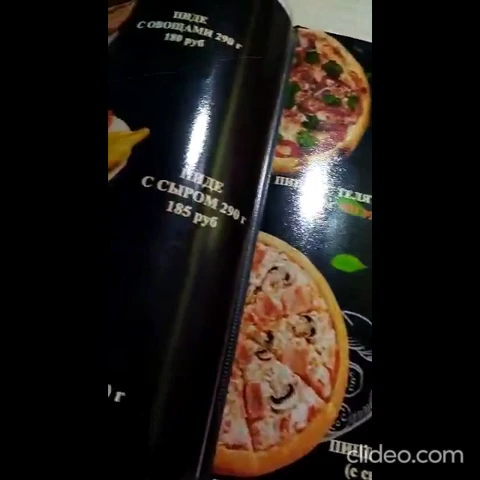 ПИДЕ
С ОВОЩАМИ 290 г
180 руб
ПИДЕ
С СЫРОМ 290 г
185 руб
г
clideo.com